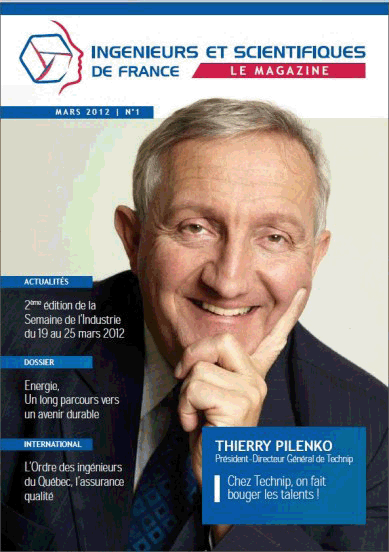 INGENIEURS ET SCIENTIFIQUES
DE FRANCE LE MAGAZINE
MARS 2012 | N°1
ACTUALITÉS
2ème édition de la
Semaine de l'Industrie
du 19 au 25 mars 2012
DOSSIER
Energie,
Un long parcours vers
un avenir durable
INTERNATIONAL
L'Ordre des ingénieurs
du Québec, l'assurance
qualité
THIERRY PILENKO
Président-Directeur Général de Technip
Chez Technip, on fait
bouger les talents !